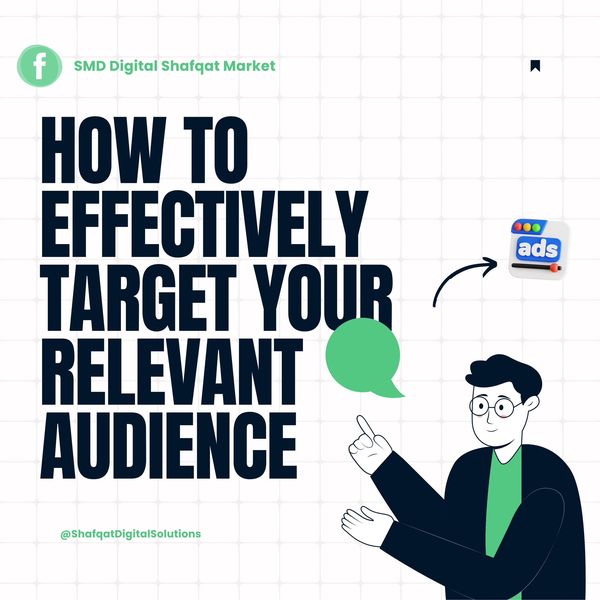 f
SMD Digital Shafqat Market
HOW TO
EFFECTIVELY
TARGET YOUR
RELEVANT
AUDIENCE
ads
@ShafqatDigitalSolutions